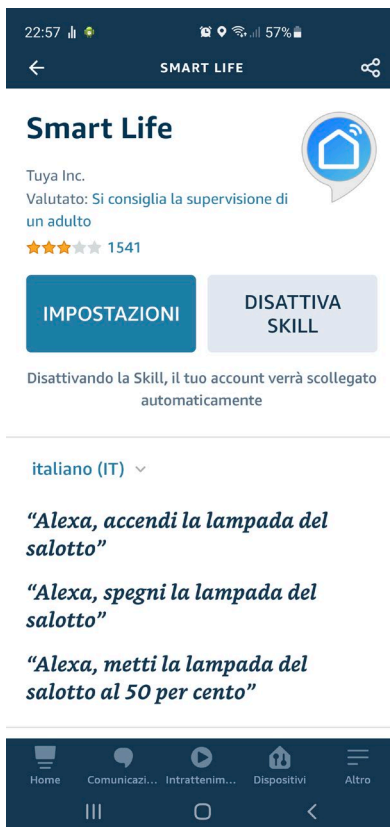 22:57 57%
SMART LIFE
Smart Life
Tuya Inc.
Valutato: Si consiglia la supervisione di
un adulto
1541
IMPOSTAZIONI
DISATTIVA
SKILL
Disattivando la Skill, il tuo account verrà scollegato
automaticamente
italiano (IT)
“Alexa, accendi la lampada del
salotto”
“Alexa, spegni la lampada del
salotto”
“Alexa, metti la lampada del
salotto al 50 per cento”
Home Comunicazi... Intrattenim... Dispositivi Altro